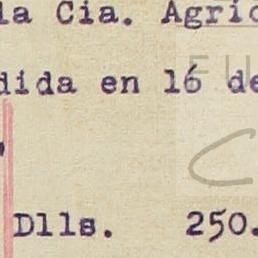 la Cia. Agric
dida en 16 de
Dlls. 250.